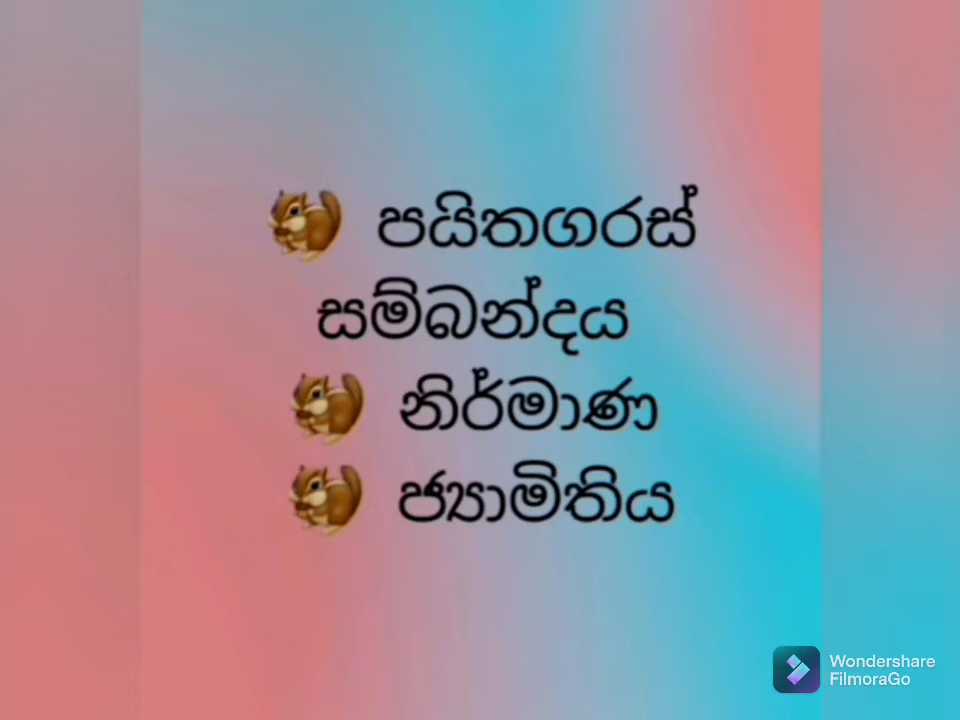 🐿️ පයිතගරස්
සම්බන්දය
🐿️ නිර්මාණ
🐿️ ජ්‍යාමිතිය
Wondershare
FilmoraGo